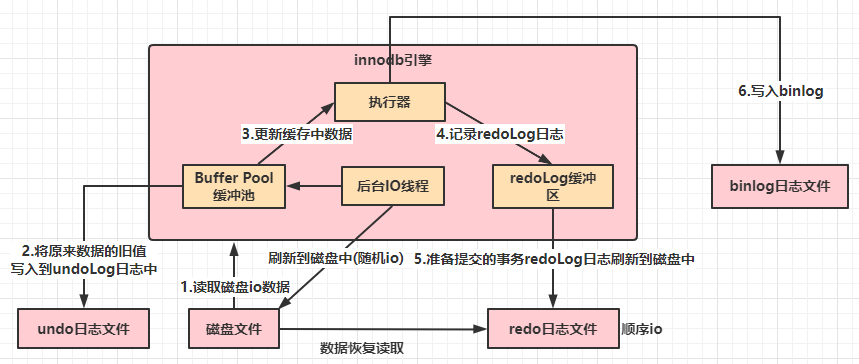 innodb引擎
执行器
6.写入binlog
3.更新缓存中数据
4.记录redoLog日志
Buffer Pool
缓冲池
后台IO线程
redoLog缓冲
区
binlog日志文件
2.将原来数据的旧值
写入到undoLog日志中
刷新到磁盘中(随机io)
5.准备提交的事务redoLog日志刷新到磁盘中
1.读取磁盘io数据
undo日志文件
磁盘文件
redo日志文件
顺序io
数据恢复读取